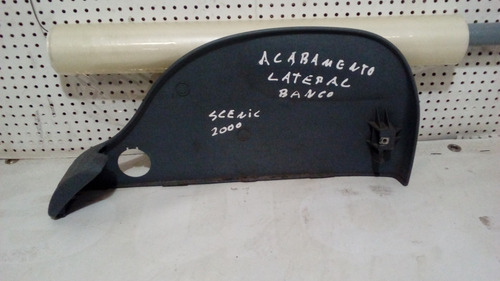 ACABAMENTO
LATERAL
BANCO
SCENIC
2000